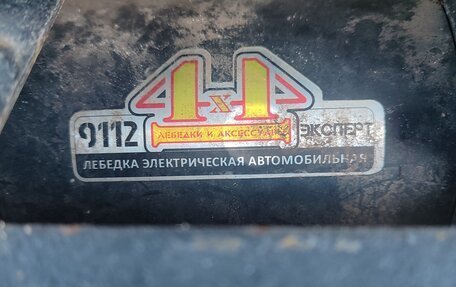 4x4
9112 ЛЕБЕДКИ И АКСЕССУАРЫ ЭКСПЕРТ
ЛЕБЕДКА ЭЛЕКТРИЧЕСКАЯ АВТОМОБИЛЬНАЯ